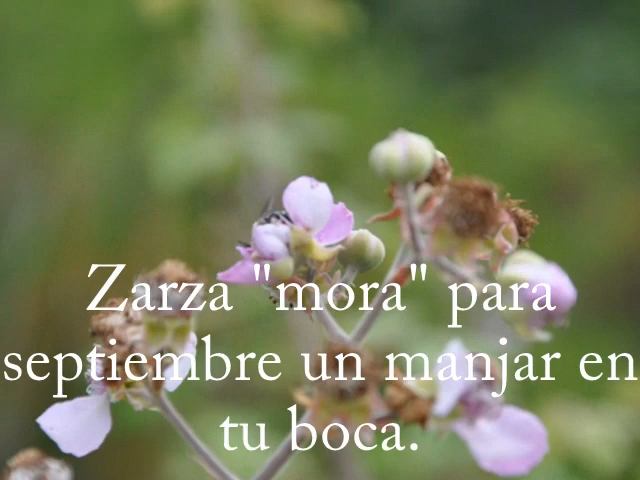 Zarza "mora" para
septiembre un manjar en
tu boca.